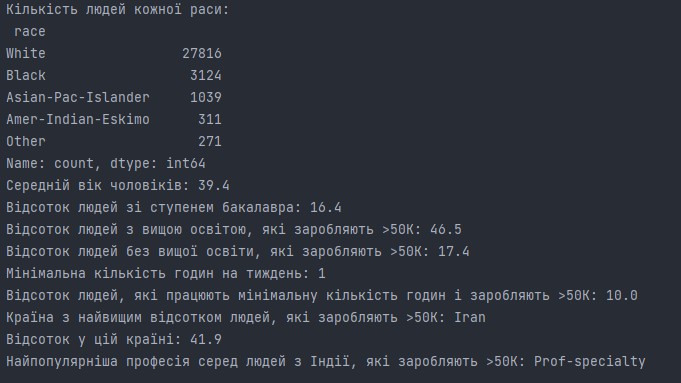 Кількість людей кожної раси:
race
White 27816
Black 3124
Asian-Pac-Islander 1039
Amer-Indian-Eskimo 311
Other 271
Name: count, dtype: int64
Середній вік чоловіків: 39.4
Відсоток людей зі ступенем бакалавра: 16.4
Відсоток людей з вищою освітою, які заробляють >50K: 46.5
Відсоток людей без вищої освіти, які заробляють >50K: 17.4
Мінімальна кількість годин на тиждень: 1
Відсоток людей, які працюють мінімальну кількість годин і заробляють >50K: 10.0
Країна з найвищим відсотком людей, які заробляють >50K: Iran
Відсоток у цій країні: 41.9
Найпопулярніша професія серед людей з Індії, які заробляють >50K: Prof-specialty